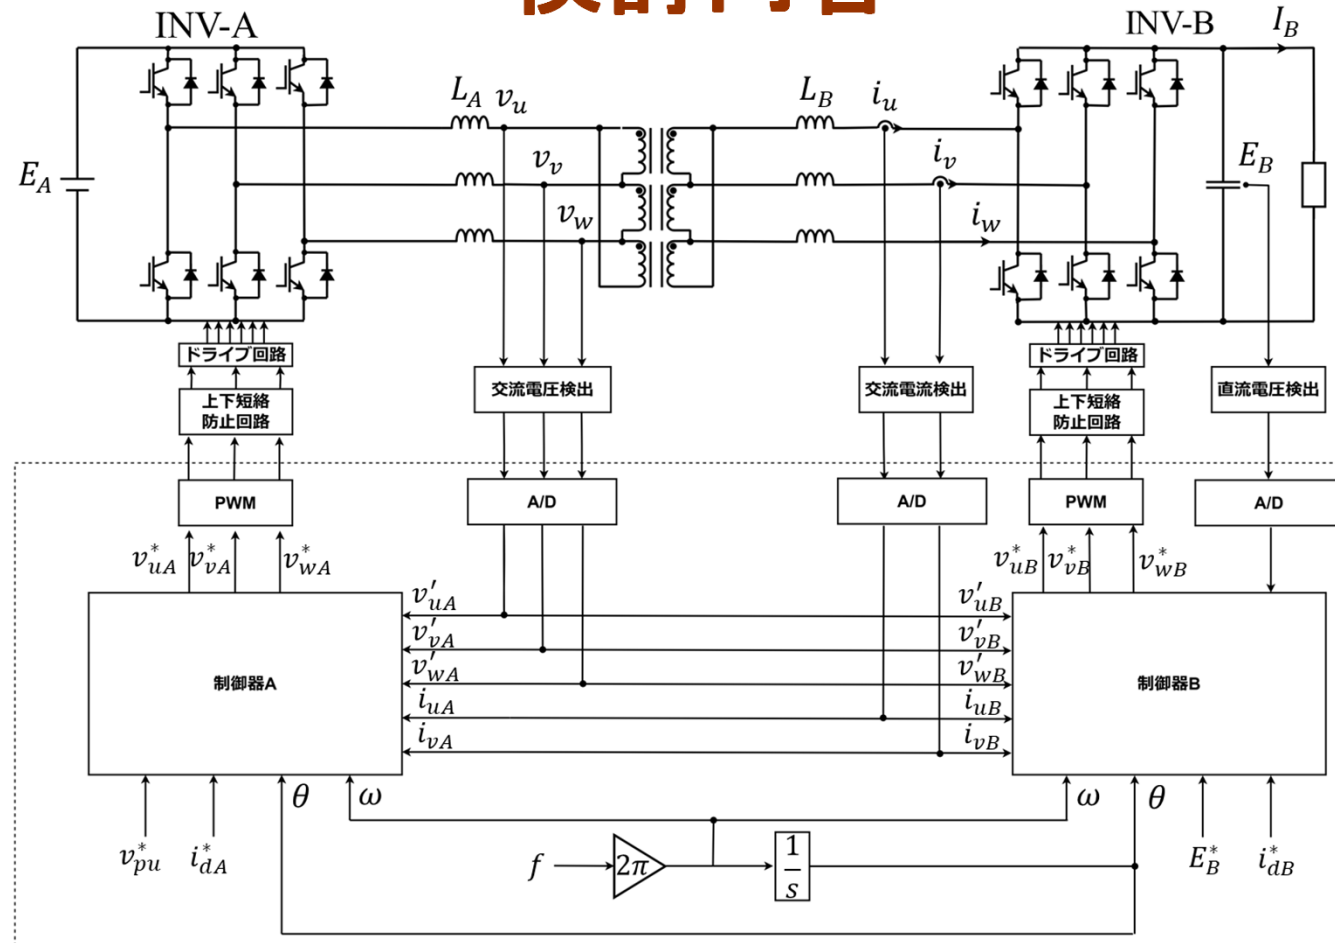 INV-A
INV-B
I_B
L_A
v_u
L_B
i_u
v_v
i_v
E_A
E_B
v_w
i_w
ドライブ回路
ドライブ回路
交流電圧検出
交流電流検出
直流電圧検出
上下短絡
防止回路
上下短絡
防止回路
PWM
A/D
A/D
PWM
A/D
v*_uA
v*_vA
v*_wA
v*_uB
v*_vB
v*_wB
v'_uA
v'_uB
v'_vA
v'_vB
v'_wA
v'_wB
制御器A
制御器B
i_uA
i_uB
i_vA
i_vB
θ
ω
ω
θ
v*_pu
i*_dA
f
2π
1
s
E*_B
i*_dB